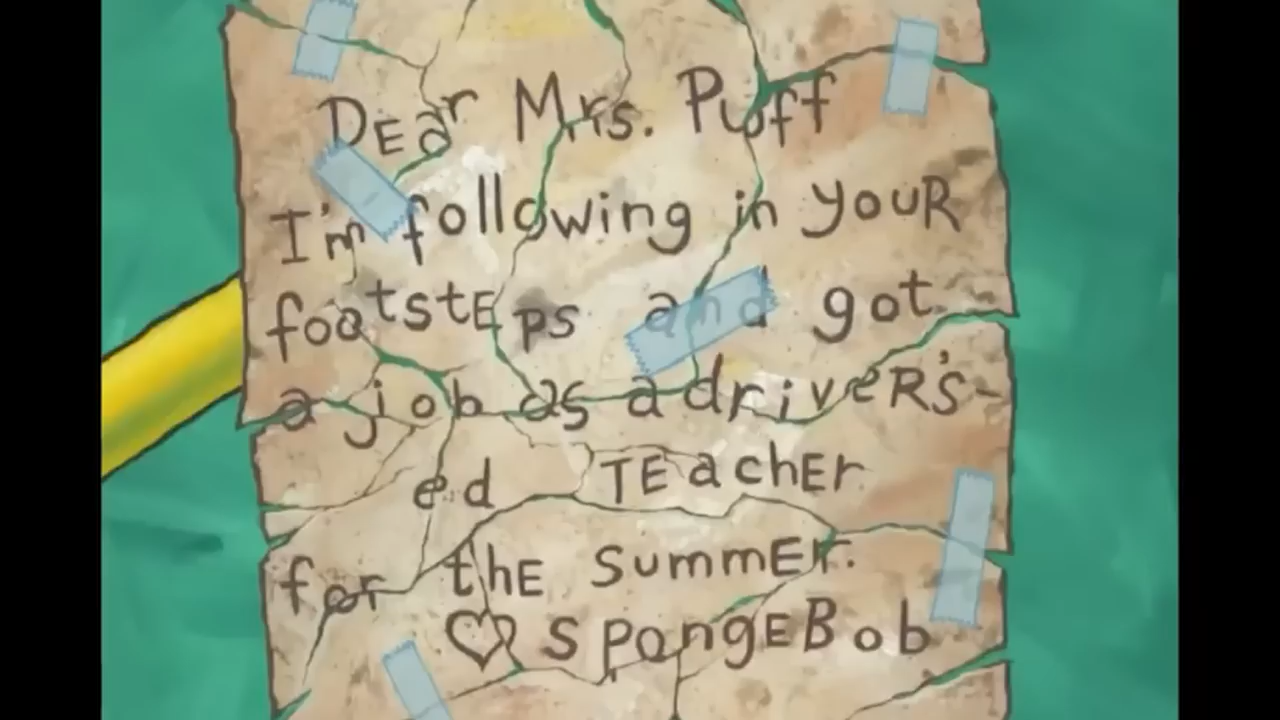 DEar Mrs. Puff
I'm following in YouR
footstEps and got
a job as a driveR's-
ed TEachEr
for thE summEr.
♡ SpongEBob